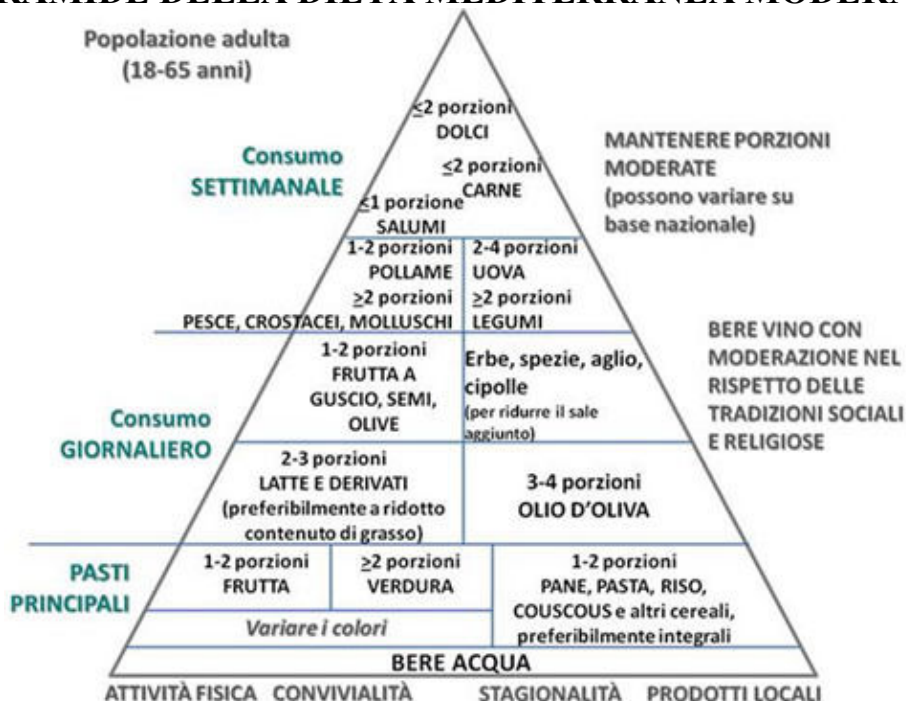 RAMIDE DELLA DIETA MEDITERRANEA MODERA
Popolazione adulta
(18-65 anni)
≤2 porzioni
DOLCI
≤2 porzioni
CARNE
≤1 porzione
SALUMI
Consumo
SETTIMANALE
MANTENERE PORZIONI
MODERATE
(possono variare su
base nazionale)
1-2 porzioni
POLLAME
≥2 porzioni
PESCE, CROSTACEI, MOLLUSCHI
2-4 porzioni
UOVA
≥2 porzioni
LEGUMI
BERE VINO CON
MODERAZIONE NEL
RISPETTO DELLE
TRADIZIONI SOCIALI
E RELIGIOSE
Consumo
GIORNALIERO
1-2 porzioni
FRUTTA A
GUSCIO, SEMI,
OLIVE
Erbe, spezie, aglio,
cipolle
(per ridurre il sale
aggiunto)
2-3 porzioni
LATTE E DERIVATI
(preferibilmente a ridotto
contenuto di grasso)
3-4 porzioni
OLIO D'OLIVA
PASTI
PRINCIPALI
1-2 porzioni
FRUTTA
≥2 porzioni
VERDURA
Variare i colori
1-2 porzioni
PANE, PASTA, RISO,
COUSCOUS e altri cereali,
preferibilmente integrali
BERE ACQUA
ATTIVITÀ FISICA CONVIVIALITÀ STAGIONALITÀ PRODOTTI LOCALI